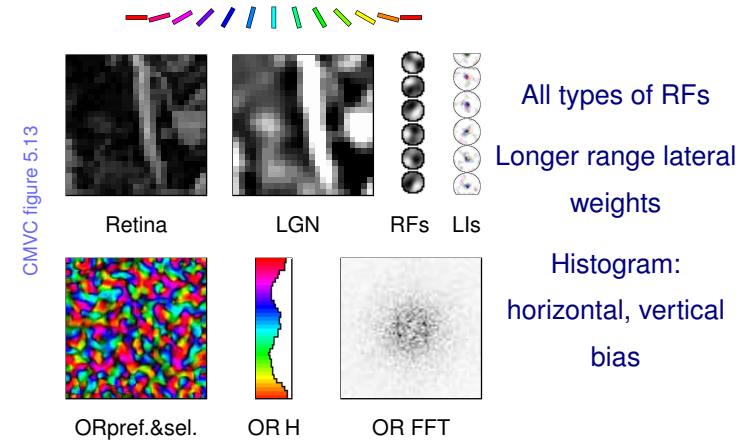 CMVC figure 5.13
Retina
LGN
RFs
LIs
ORpref.&sel.
OR H
OR FFT
All types of RFs
Longer range lateral
weights
Histogram:
horizontal, vertical
bias